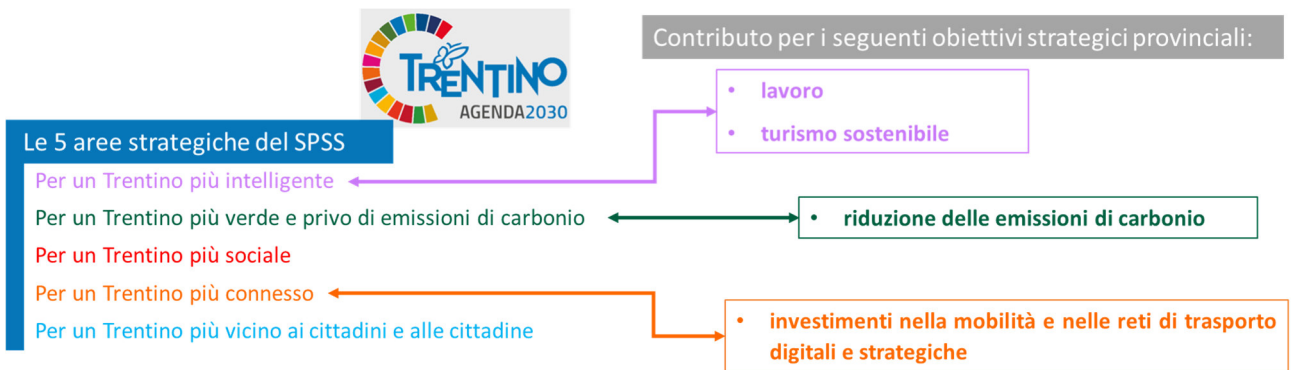 TRENTINO
AGENDA2030
Contributo per i seguenti obiettivi strategici provinciali:
• lavoro
• turismo sostenibile
Le 5 aree strategiche del SPSS
Per un Trentino più intelligente
Per un Trentino più verde e privo di emissioni di carbonio
• riduzione delle emissioni di carbonio
Per un Trentino più sociale
Per un Trentino più connesso
Per un Trentino più vicino ai cittadini e alle cittadine
• investimenti nella mobilità e nelle reti di trasporto
digitali e strategiche